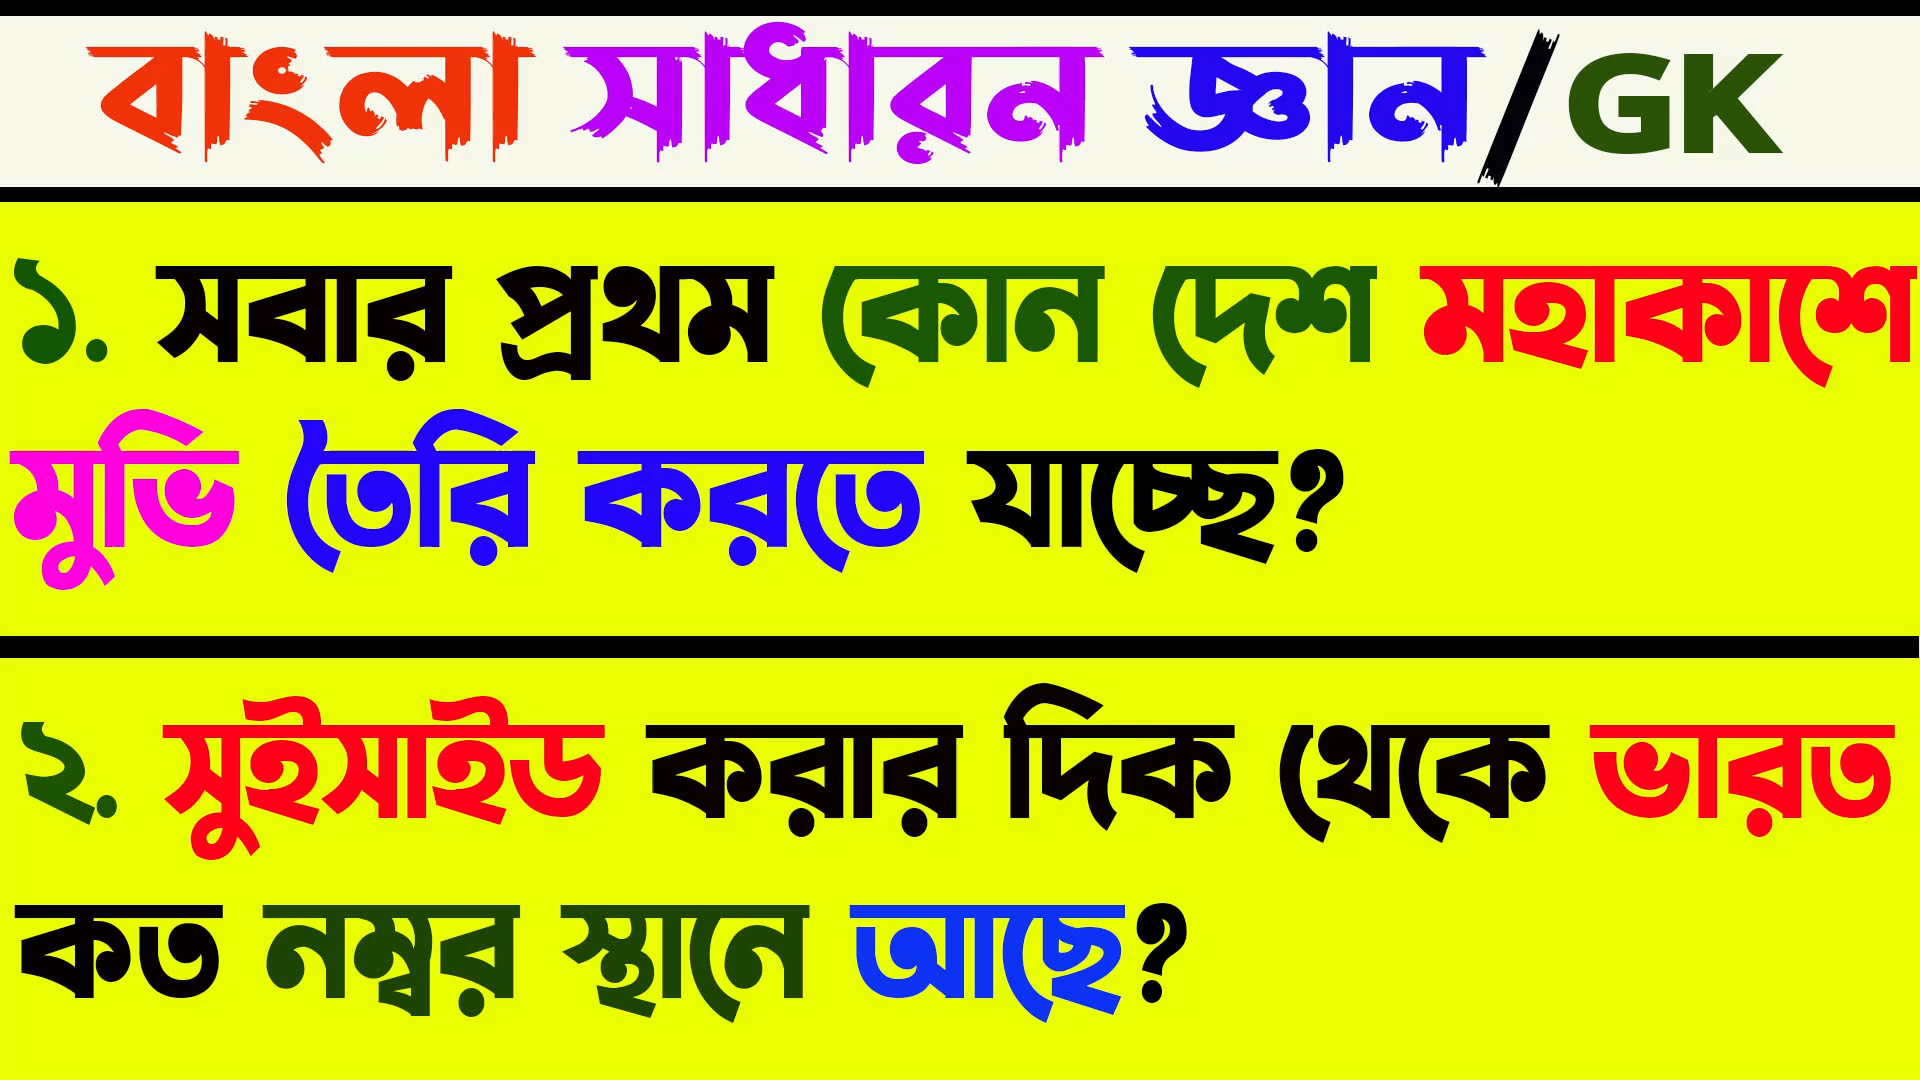 বাংলা সাধারন জ্ঞান/GK
১. সবার প্রথম কোন দেশ মহাকাশে
মুভি তৈরি করতে যাচ্ছে?
২. সুইসাইড করার দিক থেকে ভারত
কত নম্বর স্থানে আছে?